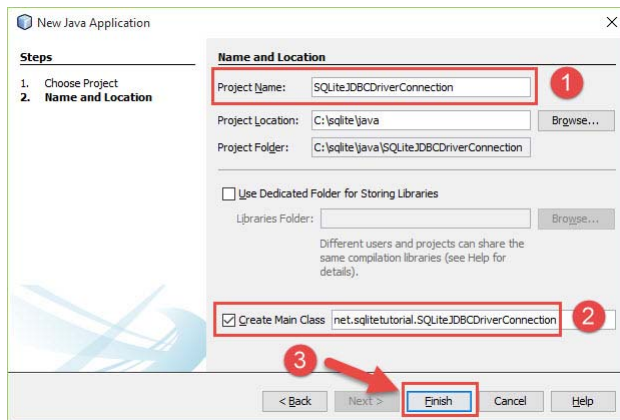 New Java Application
Steps
1. Choose Project
2. Name and Location
Name and Location
Project Name: SQLiteJDBCDriverConnection
1
Project Location: C:\sqlite\java Browse...
Project Folder: C:\sqlite\java\SQLiteJDBCDriverConnection
Use Dedicated Folder for Storing Libraries
Libraries Folder: Browse...
Different users and projects can share the
same compilation libraries (see Help for
details).
Create Main Class net.sqlitetutorial.SQLiteJDBCDriverConnection 2
3
< Back Next > Finish Cancel Help